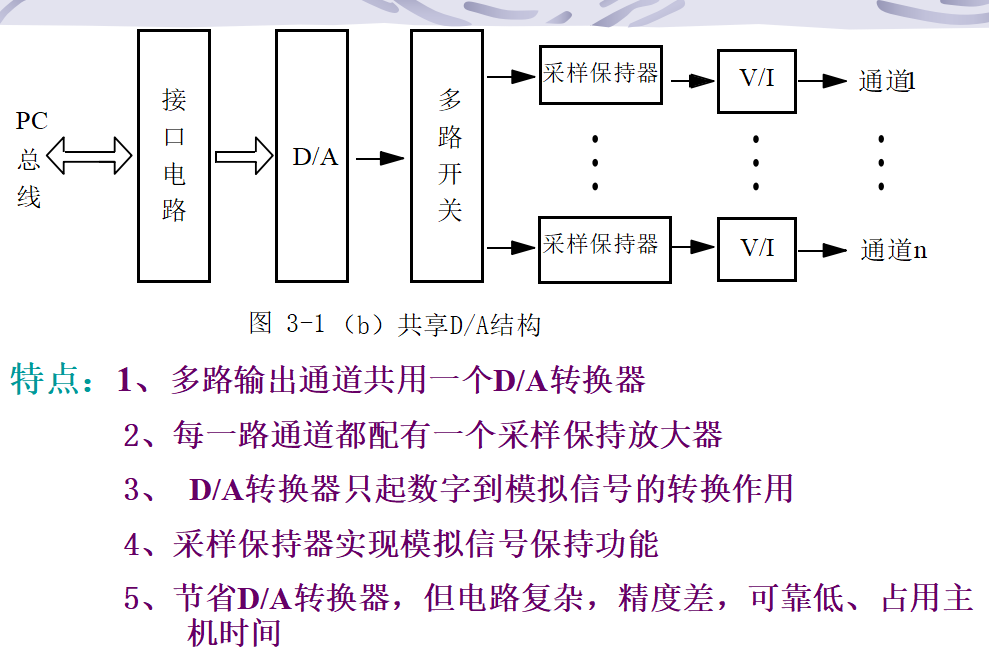 PC
总
线
接
口
电
路
D/A
多
路
开
关
采样保持器
V/I
通道1
采样保持器
V/I
通道n
图 3-1（b）共享D/A结构
特点：1、多路输出通道共用一个D/A转换器
2、每一路通道都配有一个采样保持放大器
3、 D/A转换器只起数字到模拟信号的转换作用
4、采样保持器实现模拟信号保持功能
5、节省D/A转换器，但电路复杂，精度差，可靠低、占用主
机时间